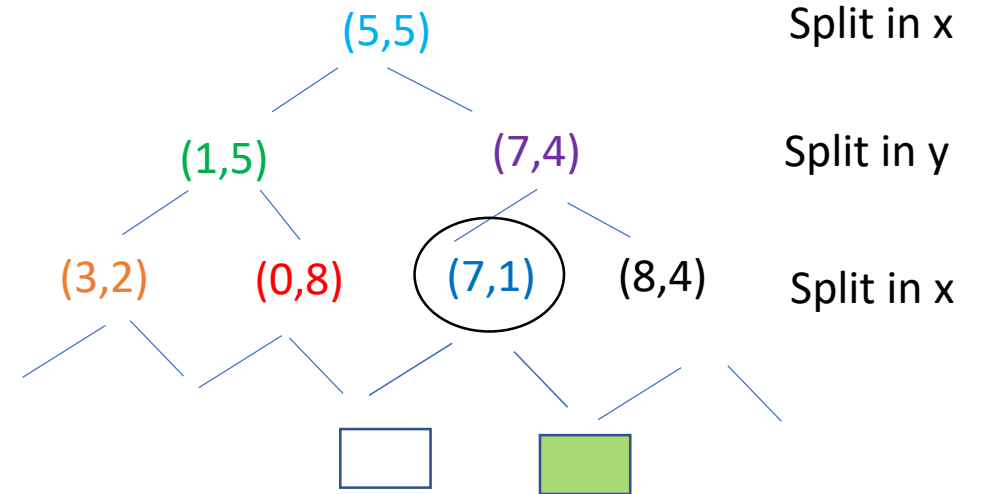 (5,5) Split in x
(1,5) (7,4) Split in y
(3,2) (0,8) (7,1) (8,4) Split in x